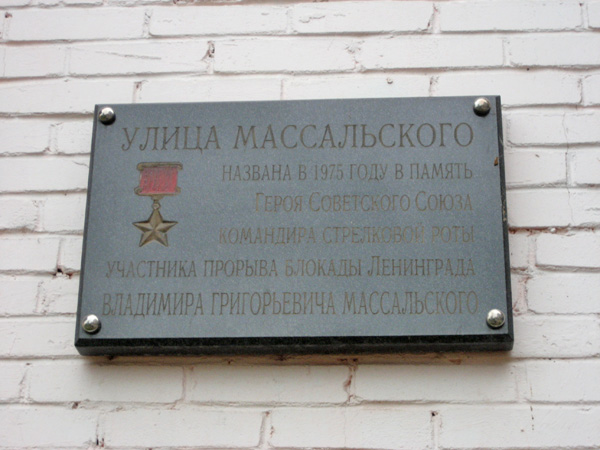 УЛИЦА МАССАЛЬСКОГО
НАЗВАНА В 1975 ГОДУ В ПАМЯТЬ
ГЕРОЯ СОВЕТСКОГО СОЮЗА
КОМАНДИРА СТРЕЛКОВОЙ РОТЫ
УЧАСТНИКА ПРОРЫВА БЛОКАДЫ ЛЕНИНГРАДА
ВЛАДИМИРА ГРИГОРЬЕВИЧА МАССАЛЬСКОГО